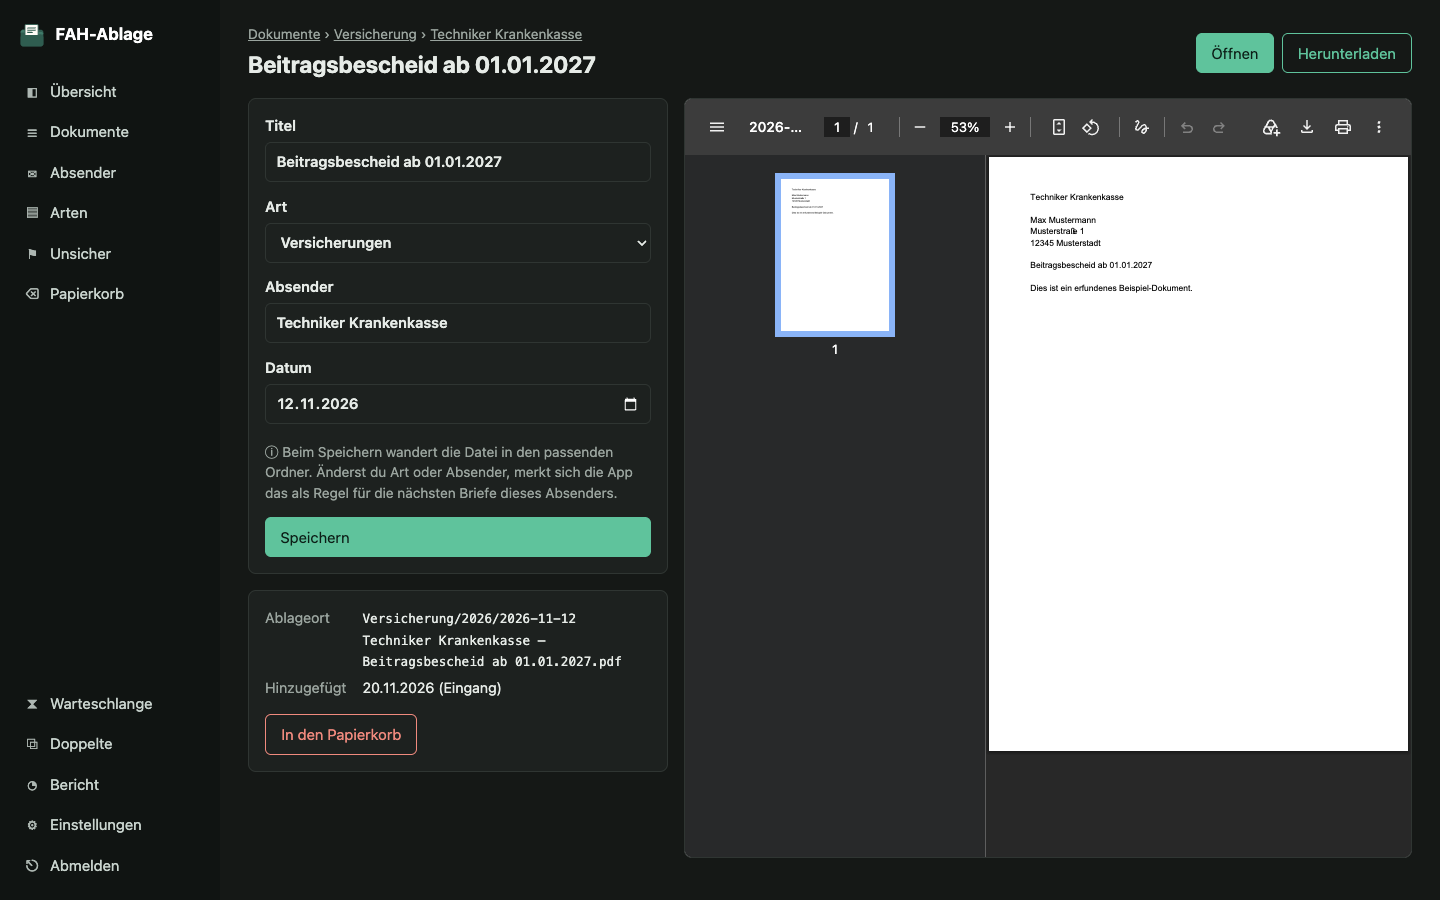 FAH-Ablage
Übersicht
Dokumente
Absender
Arten
Unsicher
Papierkorb
Warteschlange
Doppelte
Bericht
Einstellungen
Abmelden
Dokumente › Versicherung › Techniker Krankenkasse
Beitragsbescheid ab 01.01.2027
Öffnen
Herunterladen
Titel
Beitragsbescheid ab 01.01.2027
Art
Versicherungen
Absender
Techniker Krankenkasse
Datum
12.11.2026
ⓘ Beim Speichern wandert die Datei in den passenden
Ordner. Änderst du Art oder Absender, merkt sich die App
das als Regel für die nächsten Briefe dieses Absenders.
Speichern
Ablageort
Versicherung/2026/2026-11-12
Techniker Krankenkasse –
Beitragsbescheid ab 01.01.2027.pdf
Hinzugefügt 20.11.2026 (Eingang)
In den Papierkorb
2026-...
1 / 1
53%
1
Techniker Krankenkasse
Max Mustermann
Musterstraße 1
12345 Musterstadt
Beitragsbescheid ab 01.01.2027
Dies ist ein erfundenes Beispiel-Dokument.